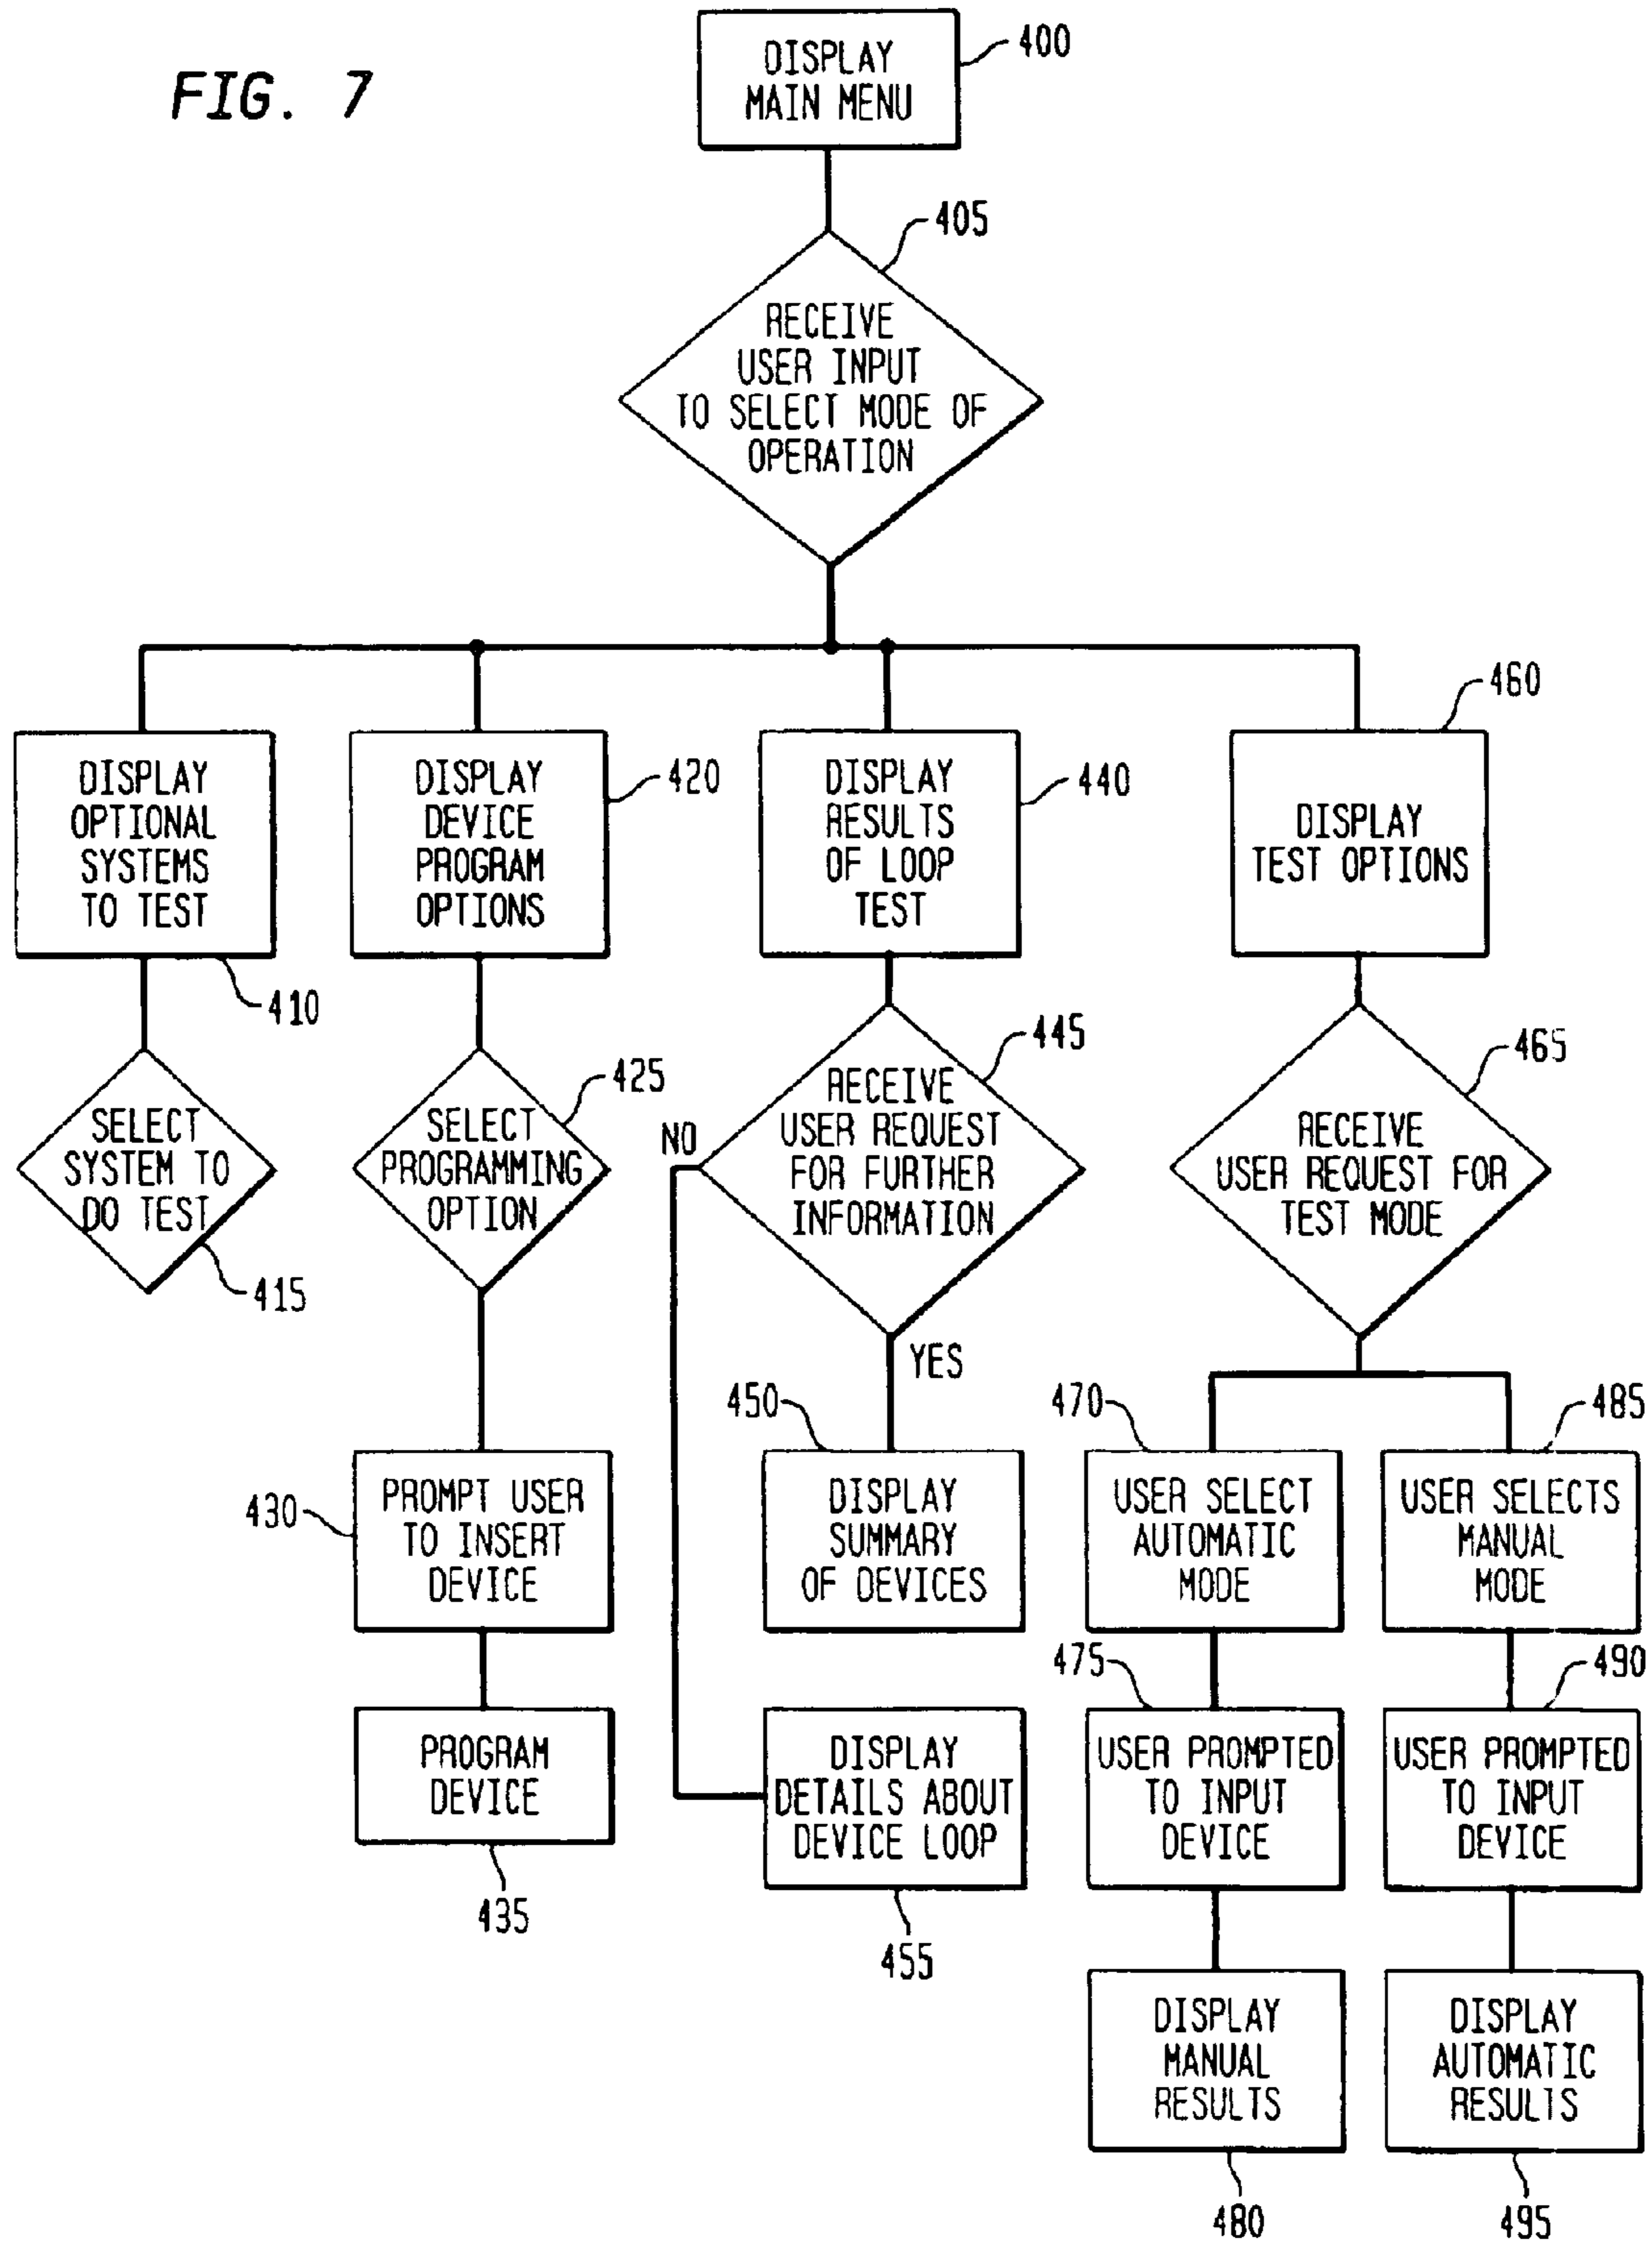 FIG. 7
DISPLAY
MAIN MENU
400
405
RECEIVE
USER INPUT
TO SELECT MODE OF
OPERATION
DISPLAY
OPTIONAL
SYSTEMS
TO TEST
410
DISPLAY
DEVICE
PROGRAM
OPTIONS
420
DISPLAY
RESULTS
OF LOOP
TEST
440
460
DISPLAY
TEST OPTIONS
SELECT
SYSTEM TO
DO TEST
415
425
SELECT
PROGRAMMING
OPTION
NO
445
RECEIVE
USER REQUEST
FOR FURTHER
INFORMATION
YES
465
RECEIVE
USER REQUEST FOR
TEST MODE
430
PROMPT USER
TO INSERT
DEVICE
450
DISPLAY
SUMMARY
OF DEVICES
470
USER SELECT
AUTOMATIC
MODE
485
USER SELECTS
MANUAL
MODE
PROGRAM
DEVICE
435
DISPLAY
DETAILS ABOUT
DEVICE LOOP
455
475
USER PROMPTED
TO INPUT
DEVICE
490
USER PROMPTED
TO INPUT
DEVICE
DISPLAY
MANUAL
RESULTS
480
DISPLAY
AUTOMATIC
RESULTS
495